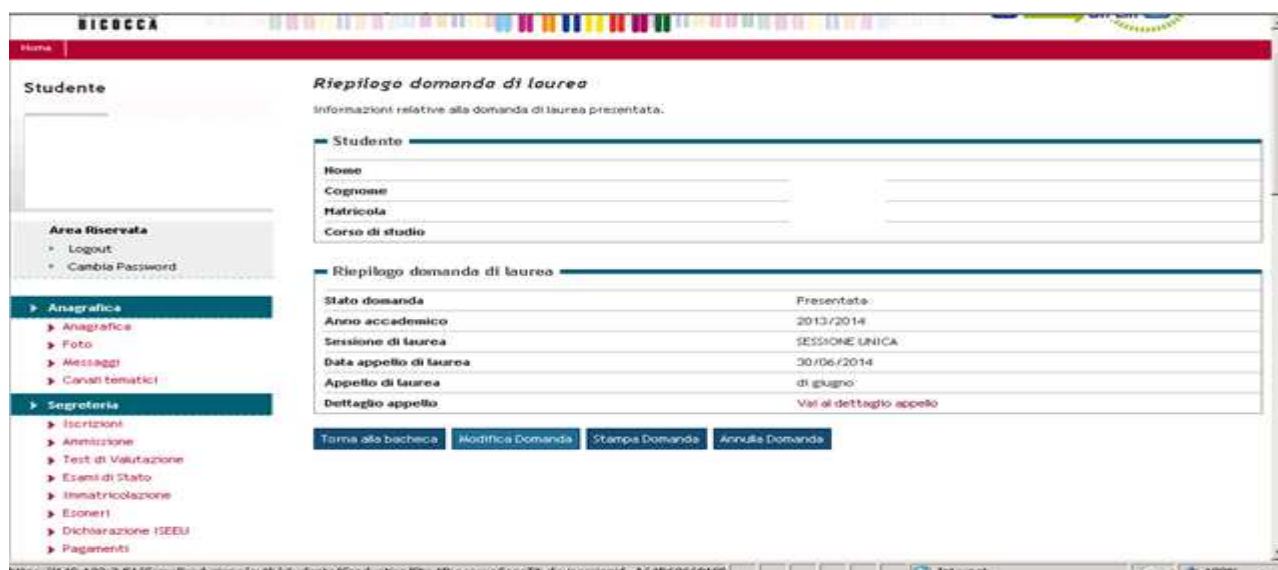 BICOCCA
Home
Studente
Area Riservata
Logout
Cambia Password
Anagrafica
Anagrafica
Foto
Messaggi
Canali tematici
Segreteria
Iscrizioni
Ammissione
Test di Valutazione
Esami di Stato
Immatricolazione
Esoneri
Dichiarazione ISEEU
Pagamenti
Riepilogo domanda di laurea
Informazioni relative alla domanda di laurea presentata.
Studente
Nome
Cognome
Matricola
Corso di studio
Riepilogo domanda di laurea
Stato domanda Presentata
Anno accademico 2013/2014
Sessione di laurea SESSIONE UNICA
Data appello di laurea 30/06/2014
Appello di laurea di giugno
Dettaglio appello Vai al dettaglio appello
Torna alla bacheca Modifica Domanda Stampa Domanda Annulla Domanda